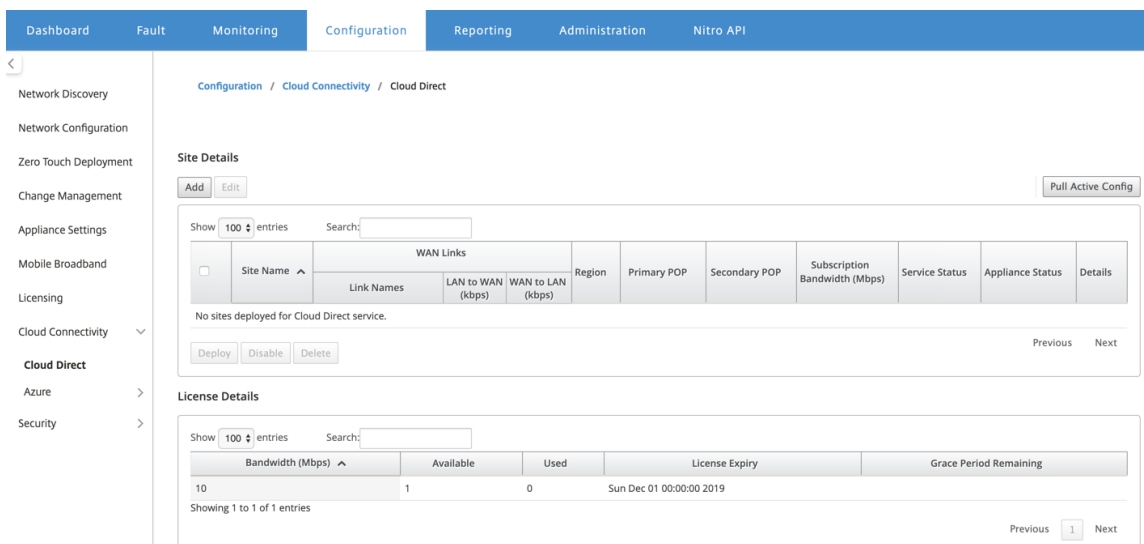 Dashboard Fault Monitoring Configuration Reporting Administration Nitro API
Configuration / Cloud Connectivity / Cloud Direct
Network Discovery
Network Configuration
Zero Touch Deployment
Change Management
Appliance Settings
Mobile Broadband
Licensing
Cloud Connectivity
Cloud Direct
Azure
Security
Site Details
Add Edit Pull Active Config
Show 100 entries Search:
WAN Links
Site Name Region Primary POP Secondary POP Subscription Bandwidth (Mbps) Service Status Appliance Status Details
Link Names LAN to WAN (kbps) WAN to LAN (kbps)
No sites deployed for Cloud Direct service.
Previous Next
Deploy Disable Delete
License Details
Show 100 entries Search:
Bandwidth (Mbps) Available Used License Expiry Grace Period Remaining
10 1 0 Sun Dec 01 00:00:00 2019
Showing 1 to 1 of 1 entries
Previous 1 Next